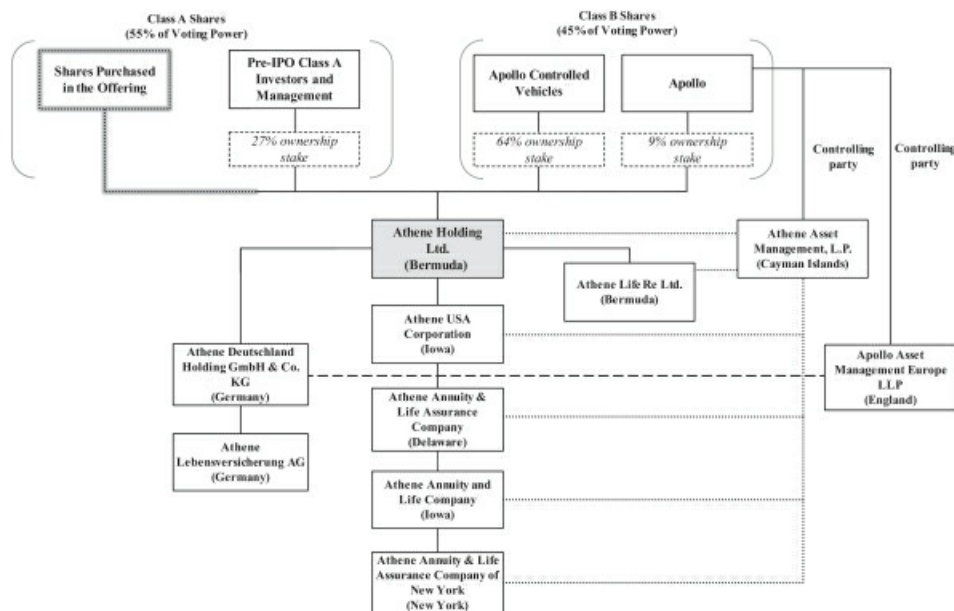 Class A Shares
(55% of Voting Power)
Class B Shares
(45% of Voting Power)
Shares Purchased
in the Offering
Pre-IPO Class A
Investors and
Management
Apollo Controlled
Vehicles
Apollo
27% ownership
stake
64% ownership
stake
9% ownership
stake
Controlling
party
Controlling
party
Athene Holding
Ltd.
(Bermuda)
Athene Asset
Management, L.P.
(Cayman Islands)
Athene Life Re Ltd.
(Bermuda)
Athene USA
Corporation
(Iowa)
Athene Deutschland
Holding GmbH & Co.
KG
(Germany)
Apollo Asset
Management Europe
LLP
(England)
Athene Annuity &
Life Assurance
Company
(Delaware)
Athene
Lebensversicherung AG
(Germany)
Athene Annuity and
Life Company
(Iowa)
Athene Annuity & Life
Assurance Company of
New York
(New York)